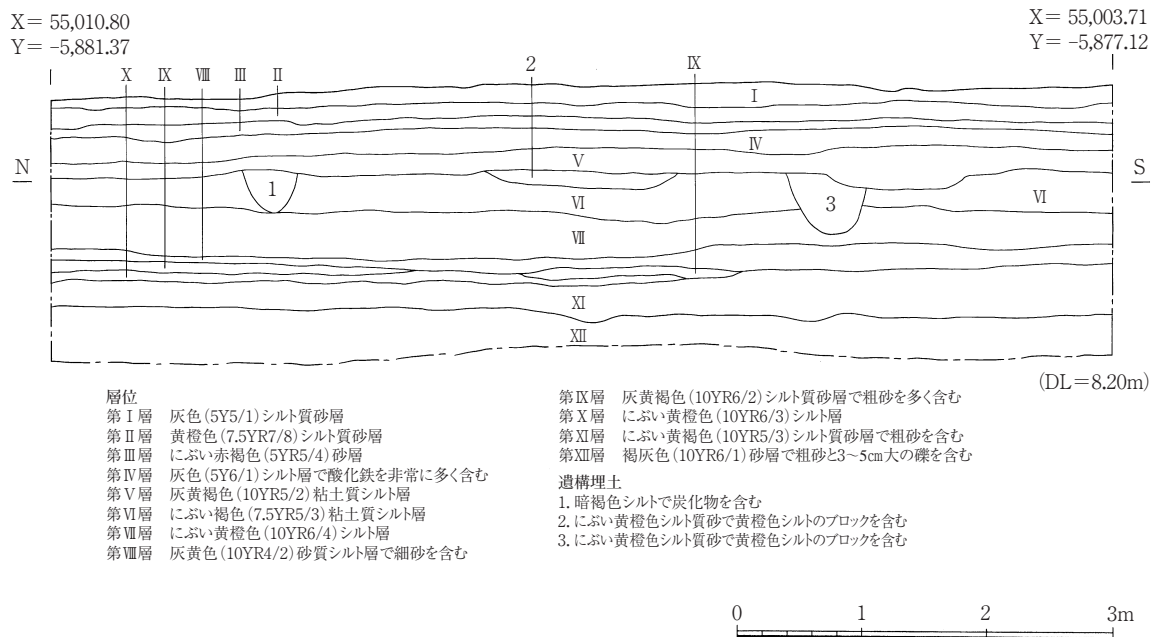 X= 55,010.80
Y= -5,881.37
X= 55,003.71
Y= -5,877.12
Ⅹ Ⅸ Ⅷ Ⅲ Ⅱ 2 Ⅸ
Ⅰ
Ⅳ
N Ⅴ S
1 Ⅵ 3 Ⅵ
Ⅶ
Ⅺ
Ⅻ
(DL=8.20m)
層位
第Ⅰ層 灰色(5Y5/1)シルト質砂層
第Ⅱ層 黄橙色(7.5YR7/8)シルト質砂層
第Ⅲ層 にぶい赤褐色(5YR5/4)砂層
第Ⅳ層 灰色(5Y6/1)シルト層で酸化鉄を非常に多く含む
第Ⅴ層 灰黄褐色(10YR5/2)粘土質シルト層
第Ⅵ層 にぶい褐色(7.5YR5/3)粘土質シルト層
第Ⅶ層 にぶい黄橙色(10YR6/4)シルト層
第Ⅷ層 灰黄色(10YR4/2)砂質シルト層で細砂を含む
第Ⅸ層 灰黄褐色(10YR6/2)シルト質砂層で粗砂を多く含む
第Ⅹ層 にぶい黄橙色(10YR6/3)シルト層
第Ⅺ層 にぶい黄褐色(10YR5/3)シルト質砂層で粗砂を含む
第Ⅻ層 褐灰色(10YR6/1)砂層で粗砂と3~5㎝大の礫を含む
遺構埋土
1. 暗褐色シルトで炭化物を含む
2. にぶい黄橙色シルト質砂で黄橙色シルトのブロックを含む
3. にぶい黄橙色シルト質砂で黄橙色シルトのブロックを含む
0 1 2 3m